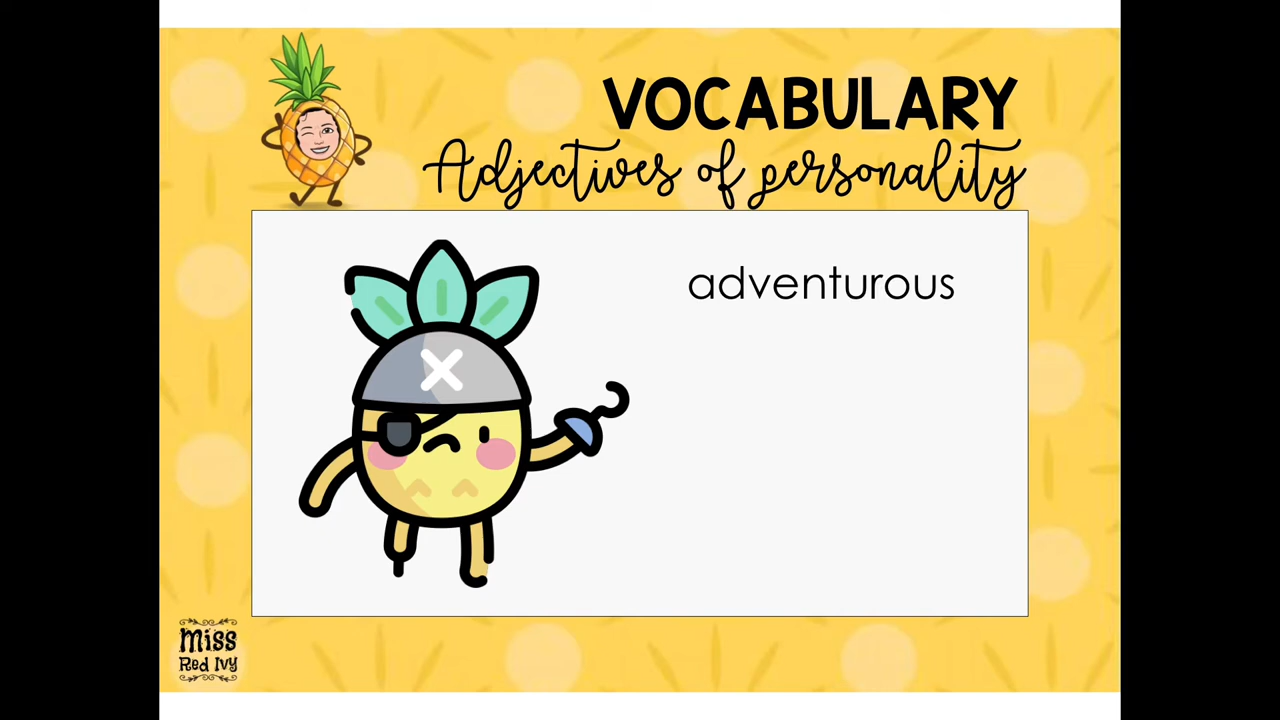 VOCABULARY
Adjectives of personality
adventurous
Miss
Red Ivy